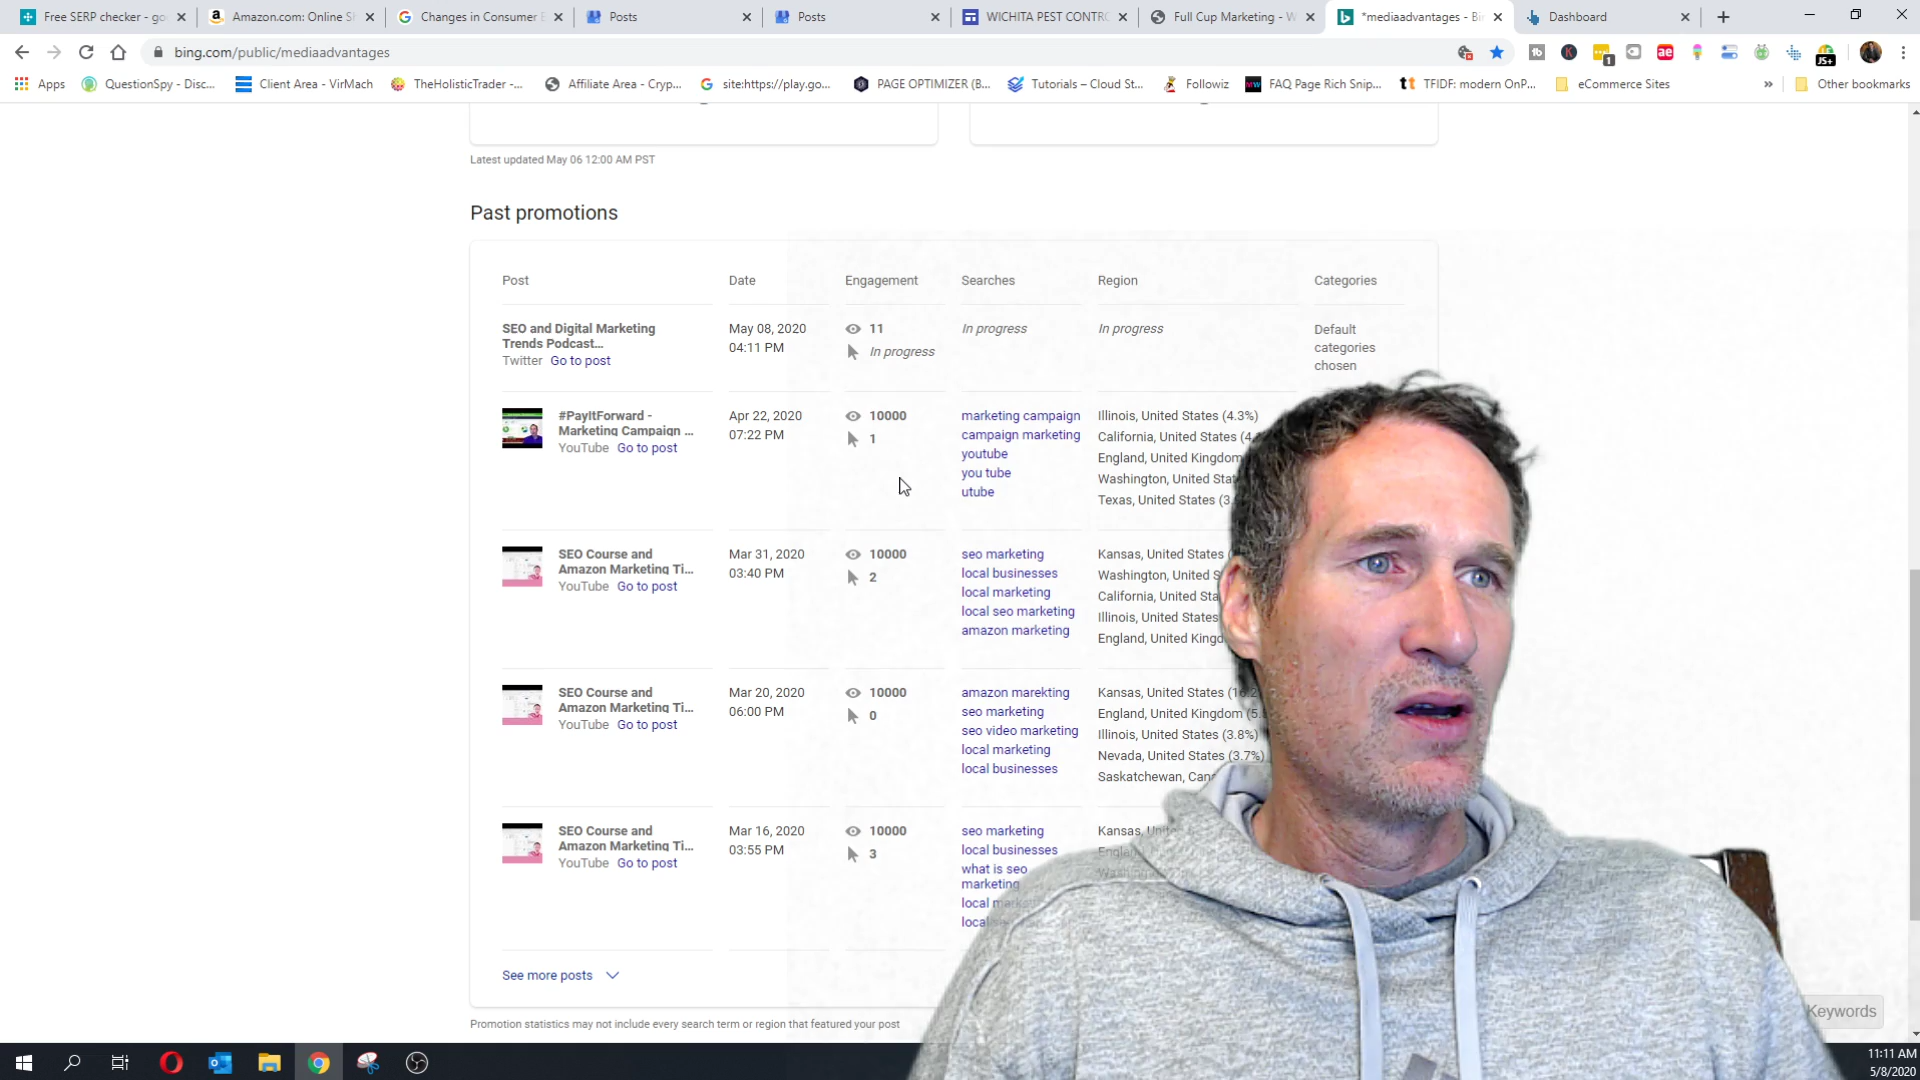 Free SERP checker - go
Amazon.com: Online Sh
Changes in Consumer B
Posts
Posts
WICHITA PEST CONTRO
Full Cup Marketing - W
*mediaadvantages - Bi
Dashboard
bing.com/public/mediaadvantages
Apps
QuestionSpy - Disc...
Client Area - VirMach
TheHolisticTrader -...
Affiliate Area - Cryp...
site:https://play.go...
PAGE OPTIMIZER (B...
Tutorials – Cloud St...
Followiz
FAQ Page Rich Snip...
TFIDF: modern OnP...
eCommerce Sites
Other bookmarks
Latest updated May 06 12:00 AM PST
Past promotions
Post Date Engagement Searches Region Categories
SEO and Digital Marketing
Trends Podcast...
Twitter Go to post
May 08, 2020
04:11 PM
11
In progress
In progress
In progress
Default
categories
chosen
#PayItForward -
Marketing Campaign ...
YouTube Go to post
Apr 22, 2020
07:22 PM
10000
1
marketing campaign
campaign marketing
youtube
you tube
utube
Illinois, United States (4.3%)
California, United States (4.
England, United Kingdom
Washington, United Stat
Texas, United States (3.
SEO Course and
Amazon Marketing Ti...
YouTube Go to post
Mar 31, 2020
03:40 PM
10000
2
seo marketing
local businesses
local marketing
local seo marketing
amazon marketing
Kansas, United States (
Washington, United S
California, United Sta
Illinois, United States
England, United Kingd
SEO Course and
Amazon Marketing Ti...
YouTube Go to post
Mar 20, 2020
06:00 PM
10000
0
amazon marekting
seo marketing
seo video marketing
local marketing
local businesses
Kansas, United States
England, United Kingdom (5.
Illinois, United States (3.8%)
Nevada, United States (3.7%)
Saskatchewan, Can
SEO Course and
Amazon Marketing Ti...
YouTube Go to post
Mar 16, 2020
03:55 PM
10000
3
seo marketing
local businesses
what is seo
marketing
local
local
Kansas,
See more posts
Promotion statistics may not include every search term or region that featured your post
Keywords
11:11 AM
5/8/2020